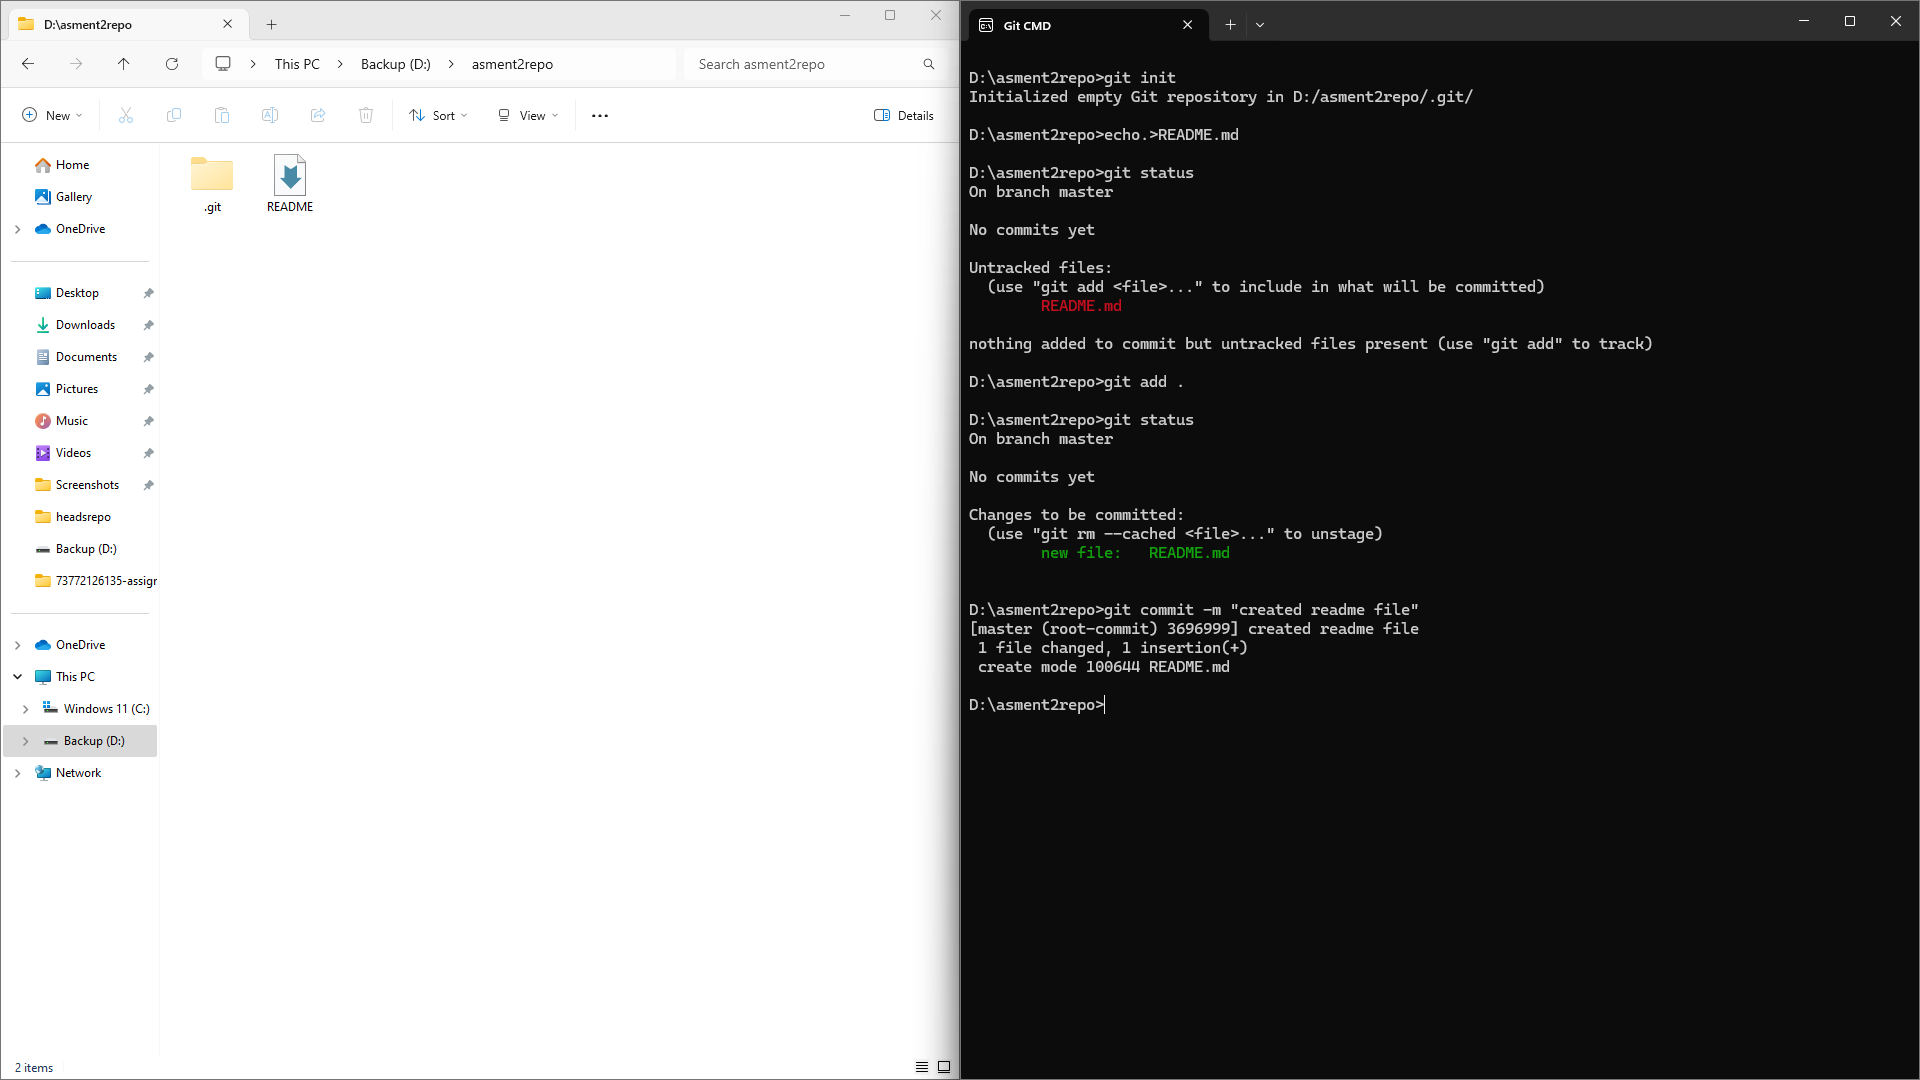 D:\asment2repo
This PC
Backup (D:)
asment2repo
Search asment2repo
New
Sort
View
Details
Home
Gallery
OneDrive
Desktop
Downloads
Documents
Pictures
Music
Videos
Screenshots
headsrepo
Backup (D:)
73772126135-assigr
OneDrive
This PC
Windows 11 (C:)
Backup (D:)
Network
.git
README
2 items
Git CMD
D:\asment2repo>git init
Initialized empty Git repository in D:/asment2repo/.git/
D:\asment2repo>echo.>README.md
D:\asment2repo>git status
On branch master
No commits yet
Untracked files:
(use "git add <file>..." to include in what will be committed)
README.md
nothing added to commit but untracked files present (use "git add" to track)
D:\asment2repo>git add .
D:\asment2repo>git status
On branch master
No commits yet
Changes to be committed:
(use "git rm --cached <file>..." to unstage)
new file:   README.md
D:\asment2repo>git commit -m "created readme file"
[master (root-commit) 3696999] created readme file
1 file changed, 1 insertion(+)
create mode 100644 README.md
D:\asment2repo>